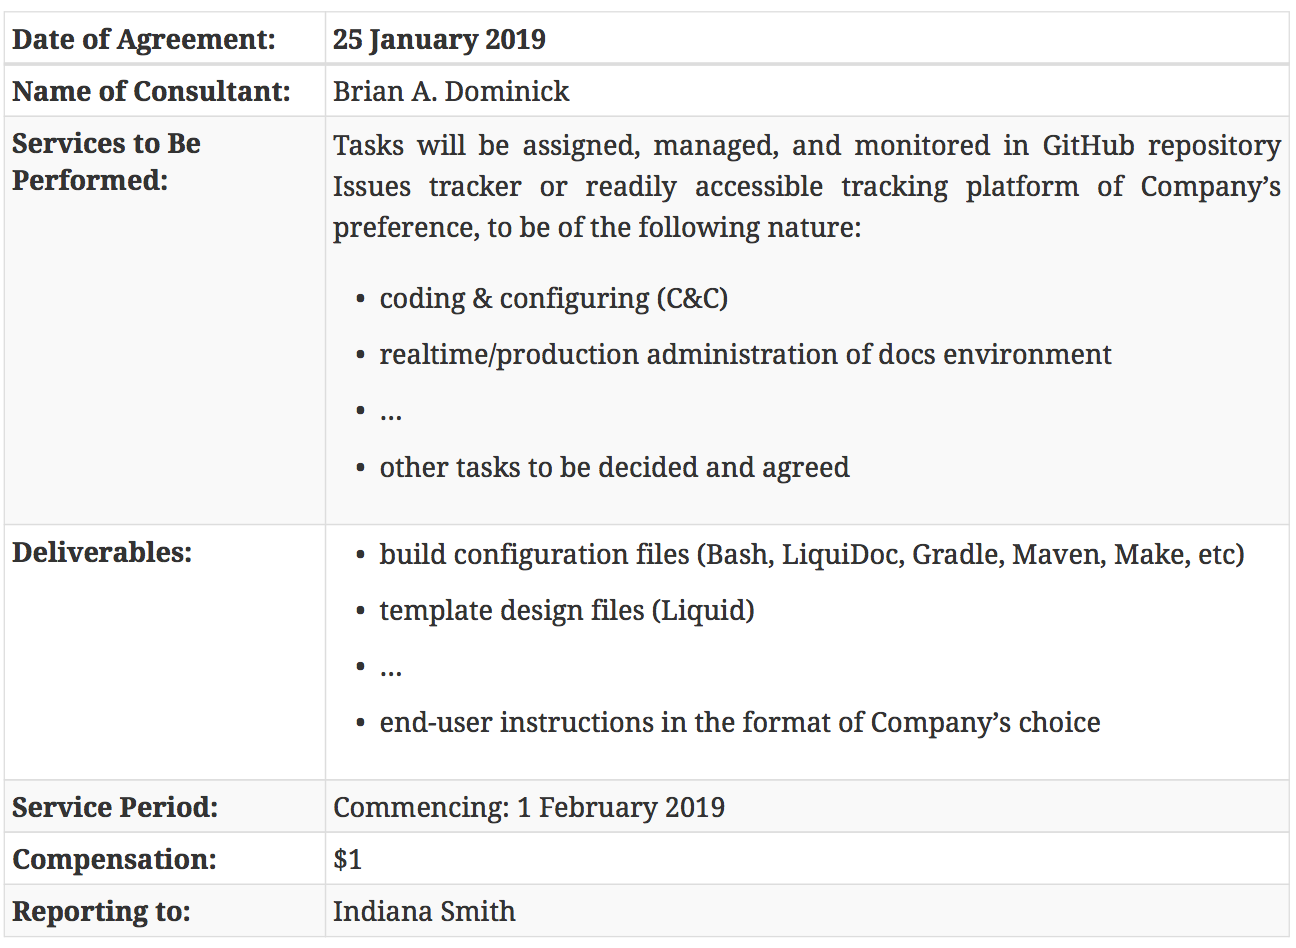 Date of Agreement: 25 January 2019
Name of Consultant: Brian A. Dominick
Services to Be
Performed:
Tasks will be assigned, managed, and monitored in GitHub repository
Issues tracker or readily accessible tracking platform of Company’s
preference, to be of the following nature:
• coding & configuring (C&C)
• realtime/production administration of docs environment
• …
• other tasks to be decided and agreed
Deliverables:
• build configuration files (Bash, LiquiDoc, Gradle, Maven, Make, etc)
• template design files (Liquid)
• …
• end-user instructions in the format of Company’s choice
Service Period: Commencing: 1 February 2019
Compensation: $1
Reporting to: Indiana Smith